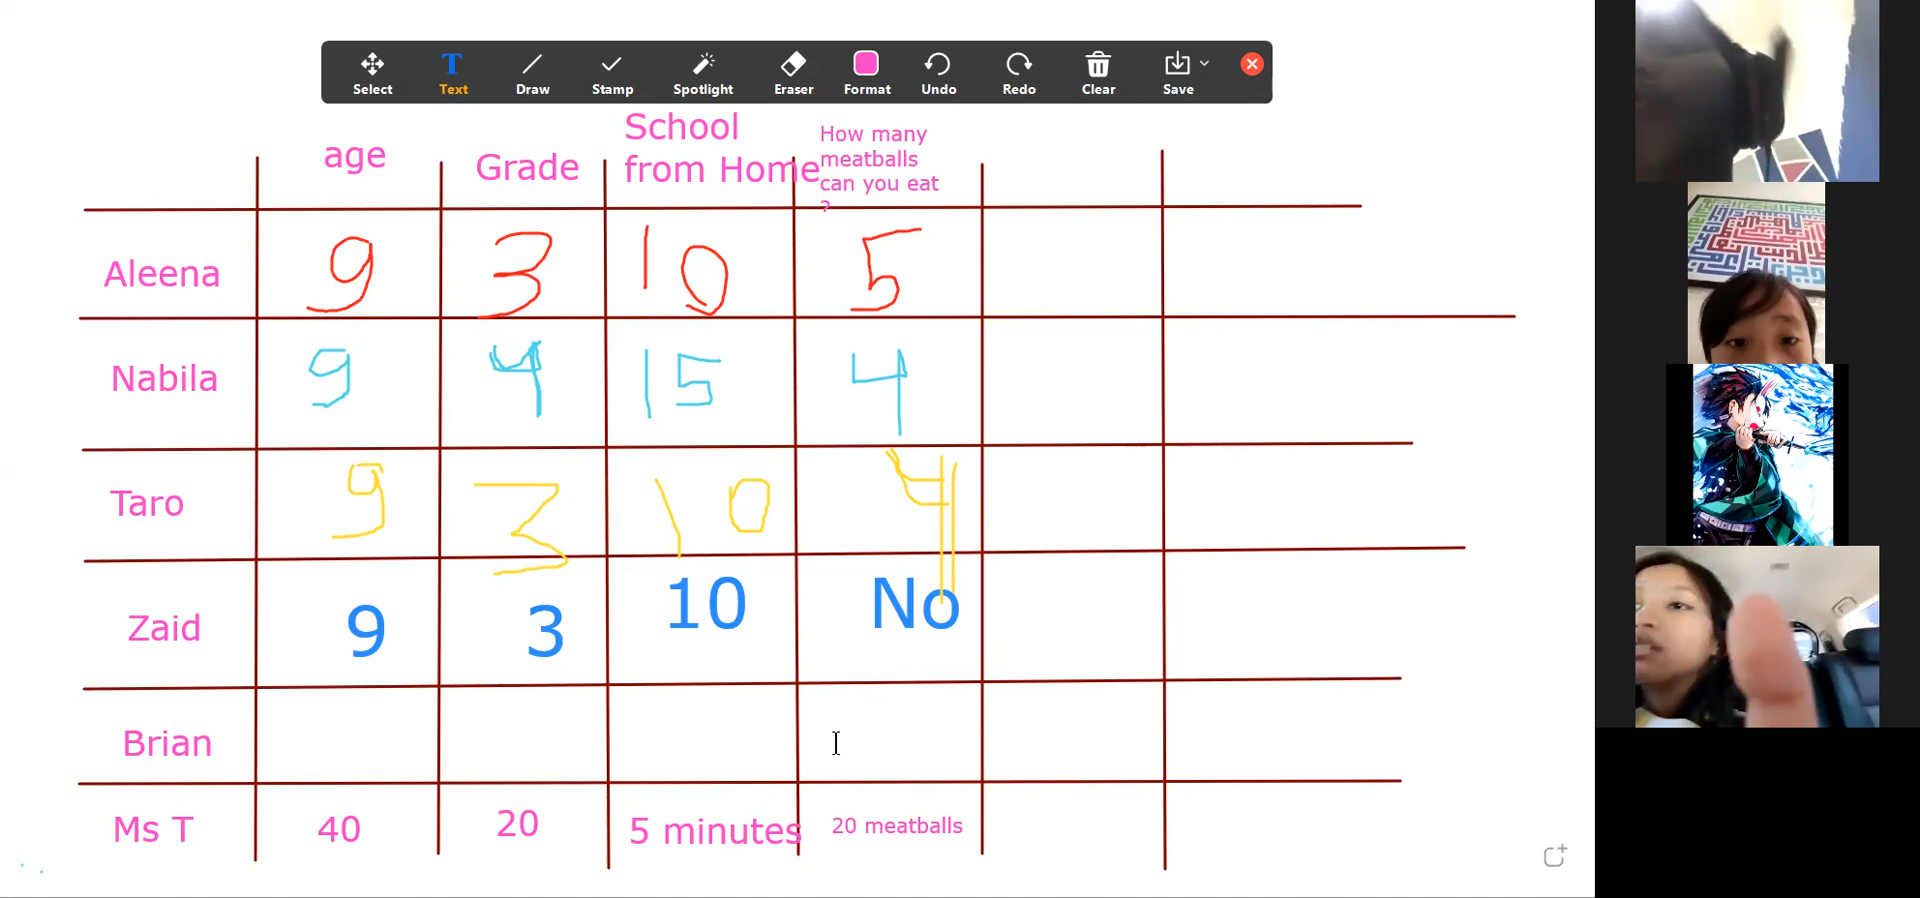 Select Text Draw Stamp Spotlight Eraser Format Undo Redo Clear Save
age Grade School from Home How many meatballs can you eat ?
Aleena 9 3 10 5
Nabila 9 4 15 4
Taro 9 3 10 4
Zaid 9 3 10 No
Brian
Ms T 40 20 5 minutes 20 meatballs